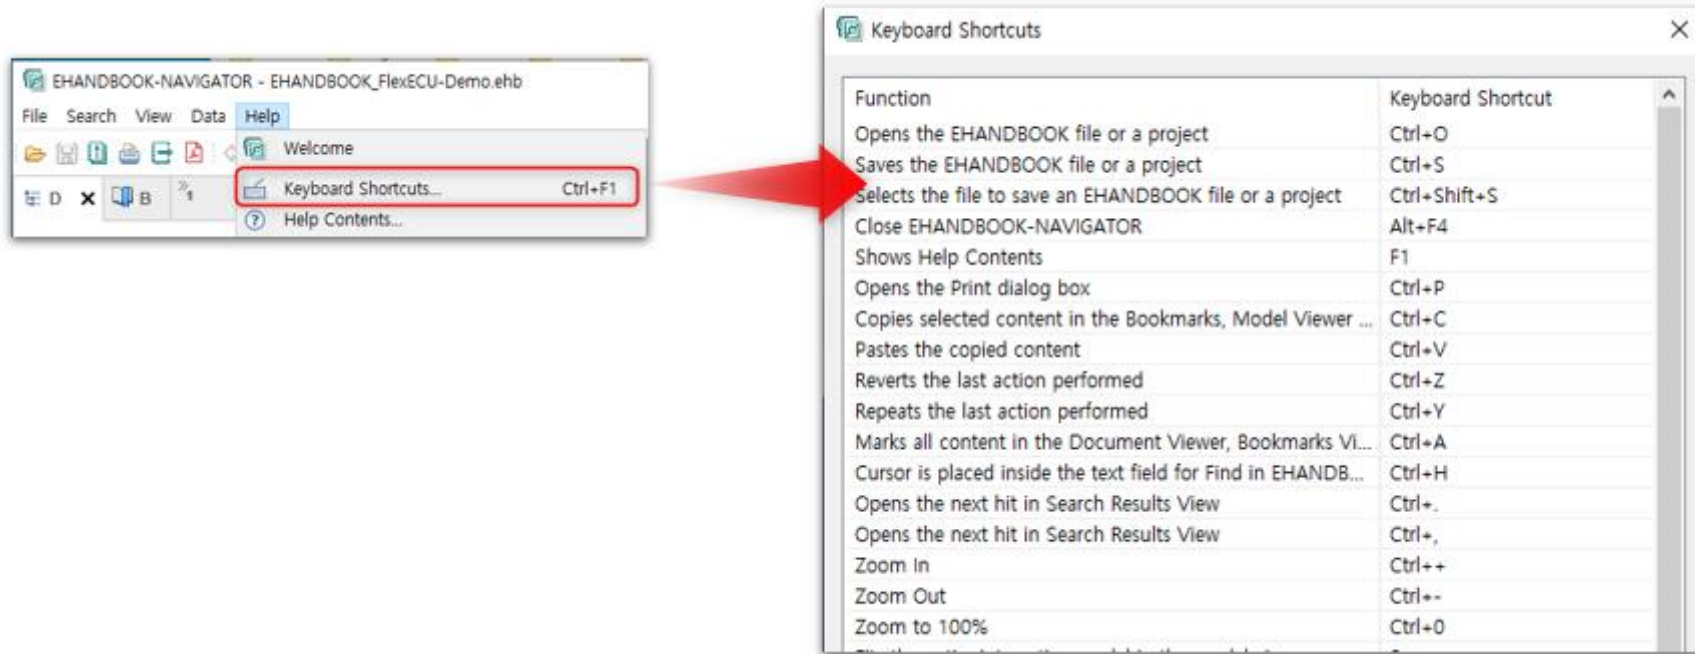 EHANDBOOK-NAVIGATOR - EHANDBOOK_FlexECU-Demo.ehb
File Search View Data Help
Welcome
Keyboard Shortcuts... Ctrl+F1
D B 1
Help Contents...
Keyboard Shortcuts
Function Keyboard Shortcut
Opens the EHANDBOOK file or a project Ctrl+O
Saves the EHANDBOOK file or a project Ctrl+S
Selects the file to save an EHANDBOOK file or a project Ctrl+Shift+S
Close EHANDBOOK-NAVIGATOR Alt+F4
Shows Help Contents F1
Opens the Print dialog box Ctrl+P
Copies selected content in the Bookmarks, Model Viewer ... Ctrl+C
Pastes the copied content Ctrl+V
Reverts the last action performed Ctrl+Z
Repeats the last action performed Ctrl+Y
Marks all content in the Document Viewer, Bookmarks Vi... Ctrl+A
Cursor is placed inside the text field for Find in EHANDB... Ctrl+H
Opens the next hit in Search Results View Ctrl+.
Opens the next hit in Search Results View Ctrl+,
Zoom In Ctrl++
Zoom Out Ctrl+-
Zoom to 100% Ctrl+0